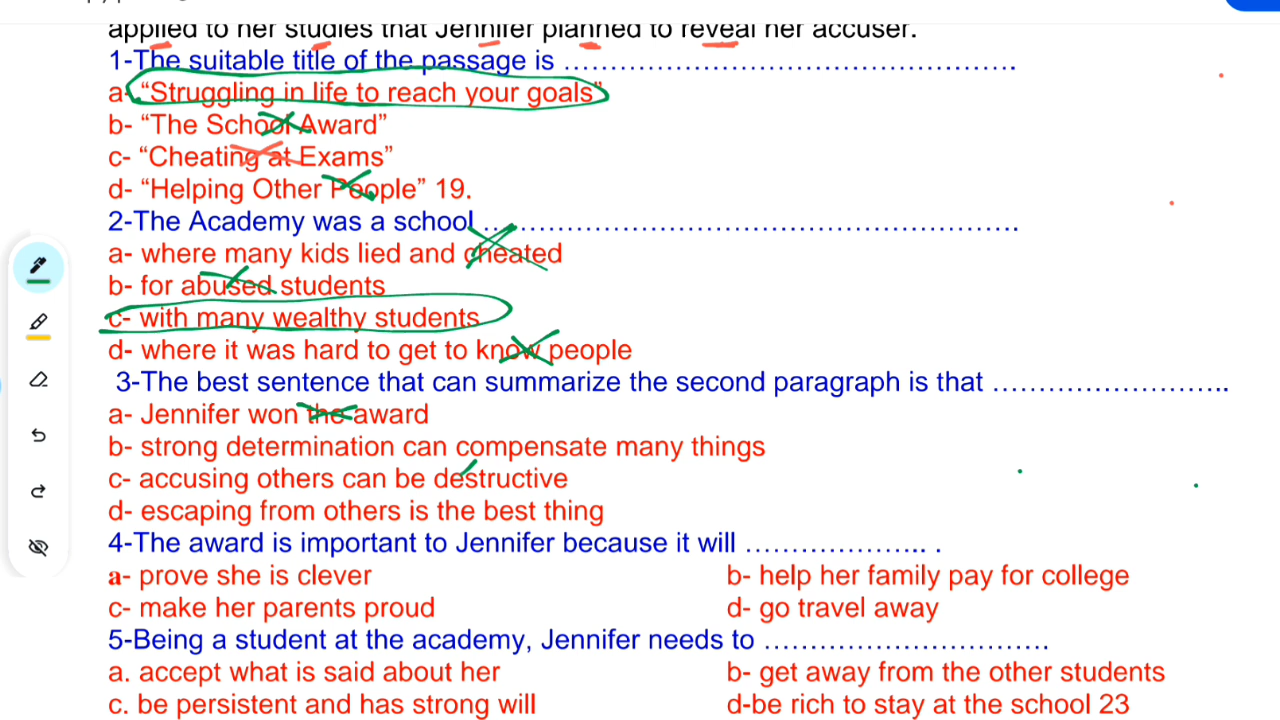 applied to her studies that Jennifer planned to reveal her accuser.
1-The suitable title of the passage is ……………………………………………….
a- “Struggling in life to reach your goals”
b- “The School Award”
c- “Cheating at Exams”
d- “Helping Other People” 19.
2-The Academy was a school ……………………………………………………….
a- where many kids lied and cheated
b- for abused students
c- with many wealthy students
d- where it was hard to get to know people
3-The best sentence that can summarize the second paragraph is that ……………………..
a- Jennifer won the award
b- strong determination can compensate many things
c- accusing others can be destructive
d- escaping from others is the best thing
4-The award is important to Jennifer because it will ……………….. .
a- prove she is clever b- help her family pay for college
c- make her parents proud d- go travel away
5-Being a student at the academy, Jennifer needs to ………………………….
a. accept what is said about her b- get away from the other students
c. be persistent and has strong will d-be rich to stay at the school 23